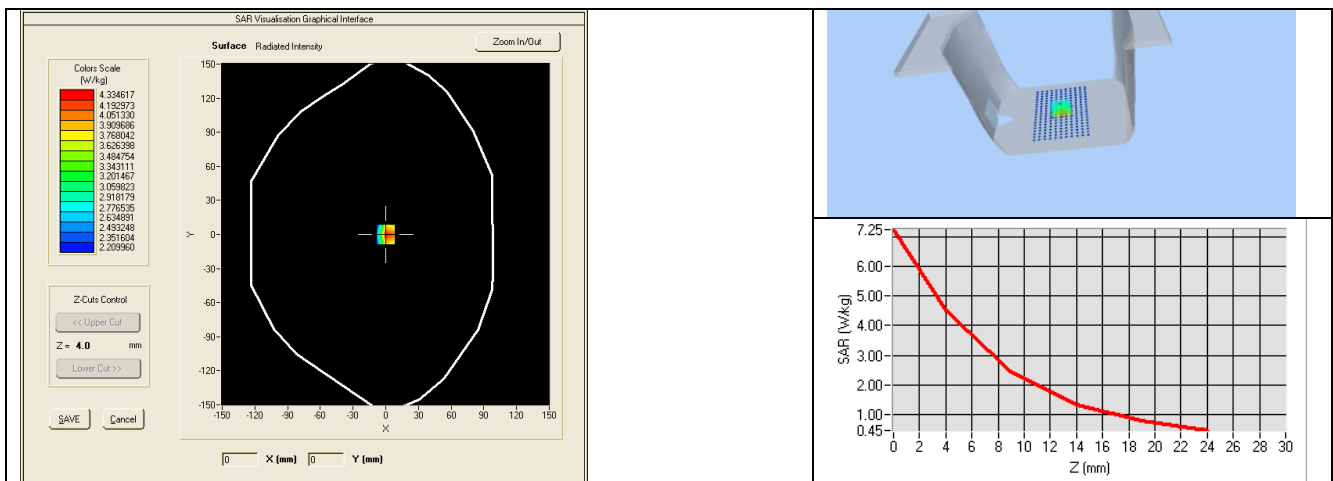 SAR Visualisation Graphical Interface
Surface Radiated Intensity
Zoom In/Out
Colors Scale
(W/kg)
4.334617
4.192973
4.051330
3.909686
3.768042
3.626398
3.484754
3.343111
3.201467
3.059823
2.918179
2.776535
2.634891
2.493248
2.351604
2.209960
Z-Cuts Control
<< Upper Cut
Z = 4.0 mm
Lower Cut >>
SAVE Cancel
Y
150
120
90
60
30
0
-30
-60
-90
-120
-150
-150 -120 -90 -60 -30 0 30 60 90 120 150
X
0 X (mm) 0 Y (mm)
SAR (W/kg)
7.25
6.00
5.00
4.00
3.00
2.00
1.00
0.45
0 2 4 6 8 10 12 14 16 18 20 22 24 26 28 30
Z (mm)